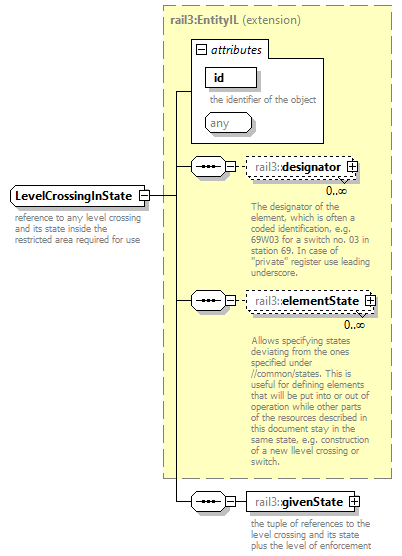 rail3:EntityIL (extension)
attributes
id
the identifier of the object
any
rail3::designator
0..∞
The designator of the
element, which is often a
coded identification, e.g.
69W03 for a switch no. 03 in
station 69. In case of
"private" register use leading
underscore.
LevelCrossingInState
reference to any level crossing
and its state inside the
restricted area required for use
rail3::elementState
0..∞
Allows specifying states
deviating from the ones
specified under
//common/states. This is
useful for defining elements
that will be put into or out of
operation while other parts
of the resources described in
this document stay in the
same state, e.g. construction
of a new llevel crossing or
switch.
rail3::givenState
the tuple of references to the
level crossing and its state
plus the level of enforcement